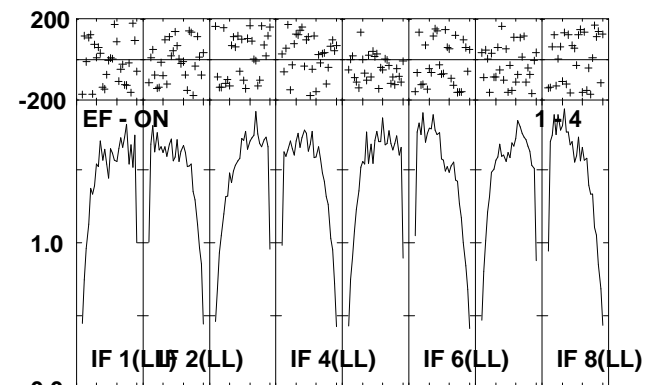 200
-200
EF - ON 1 - 4
1.0
IF 1(LL) IF 2(LL) IF 4(LL) IF 6(LL) IF 8(LL)